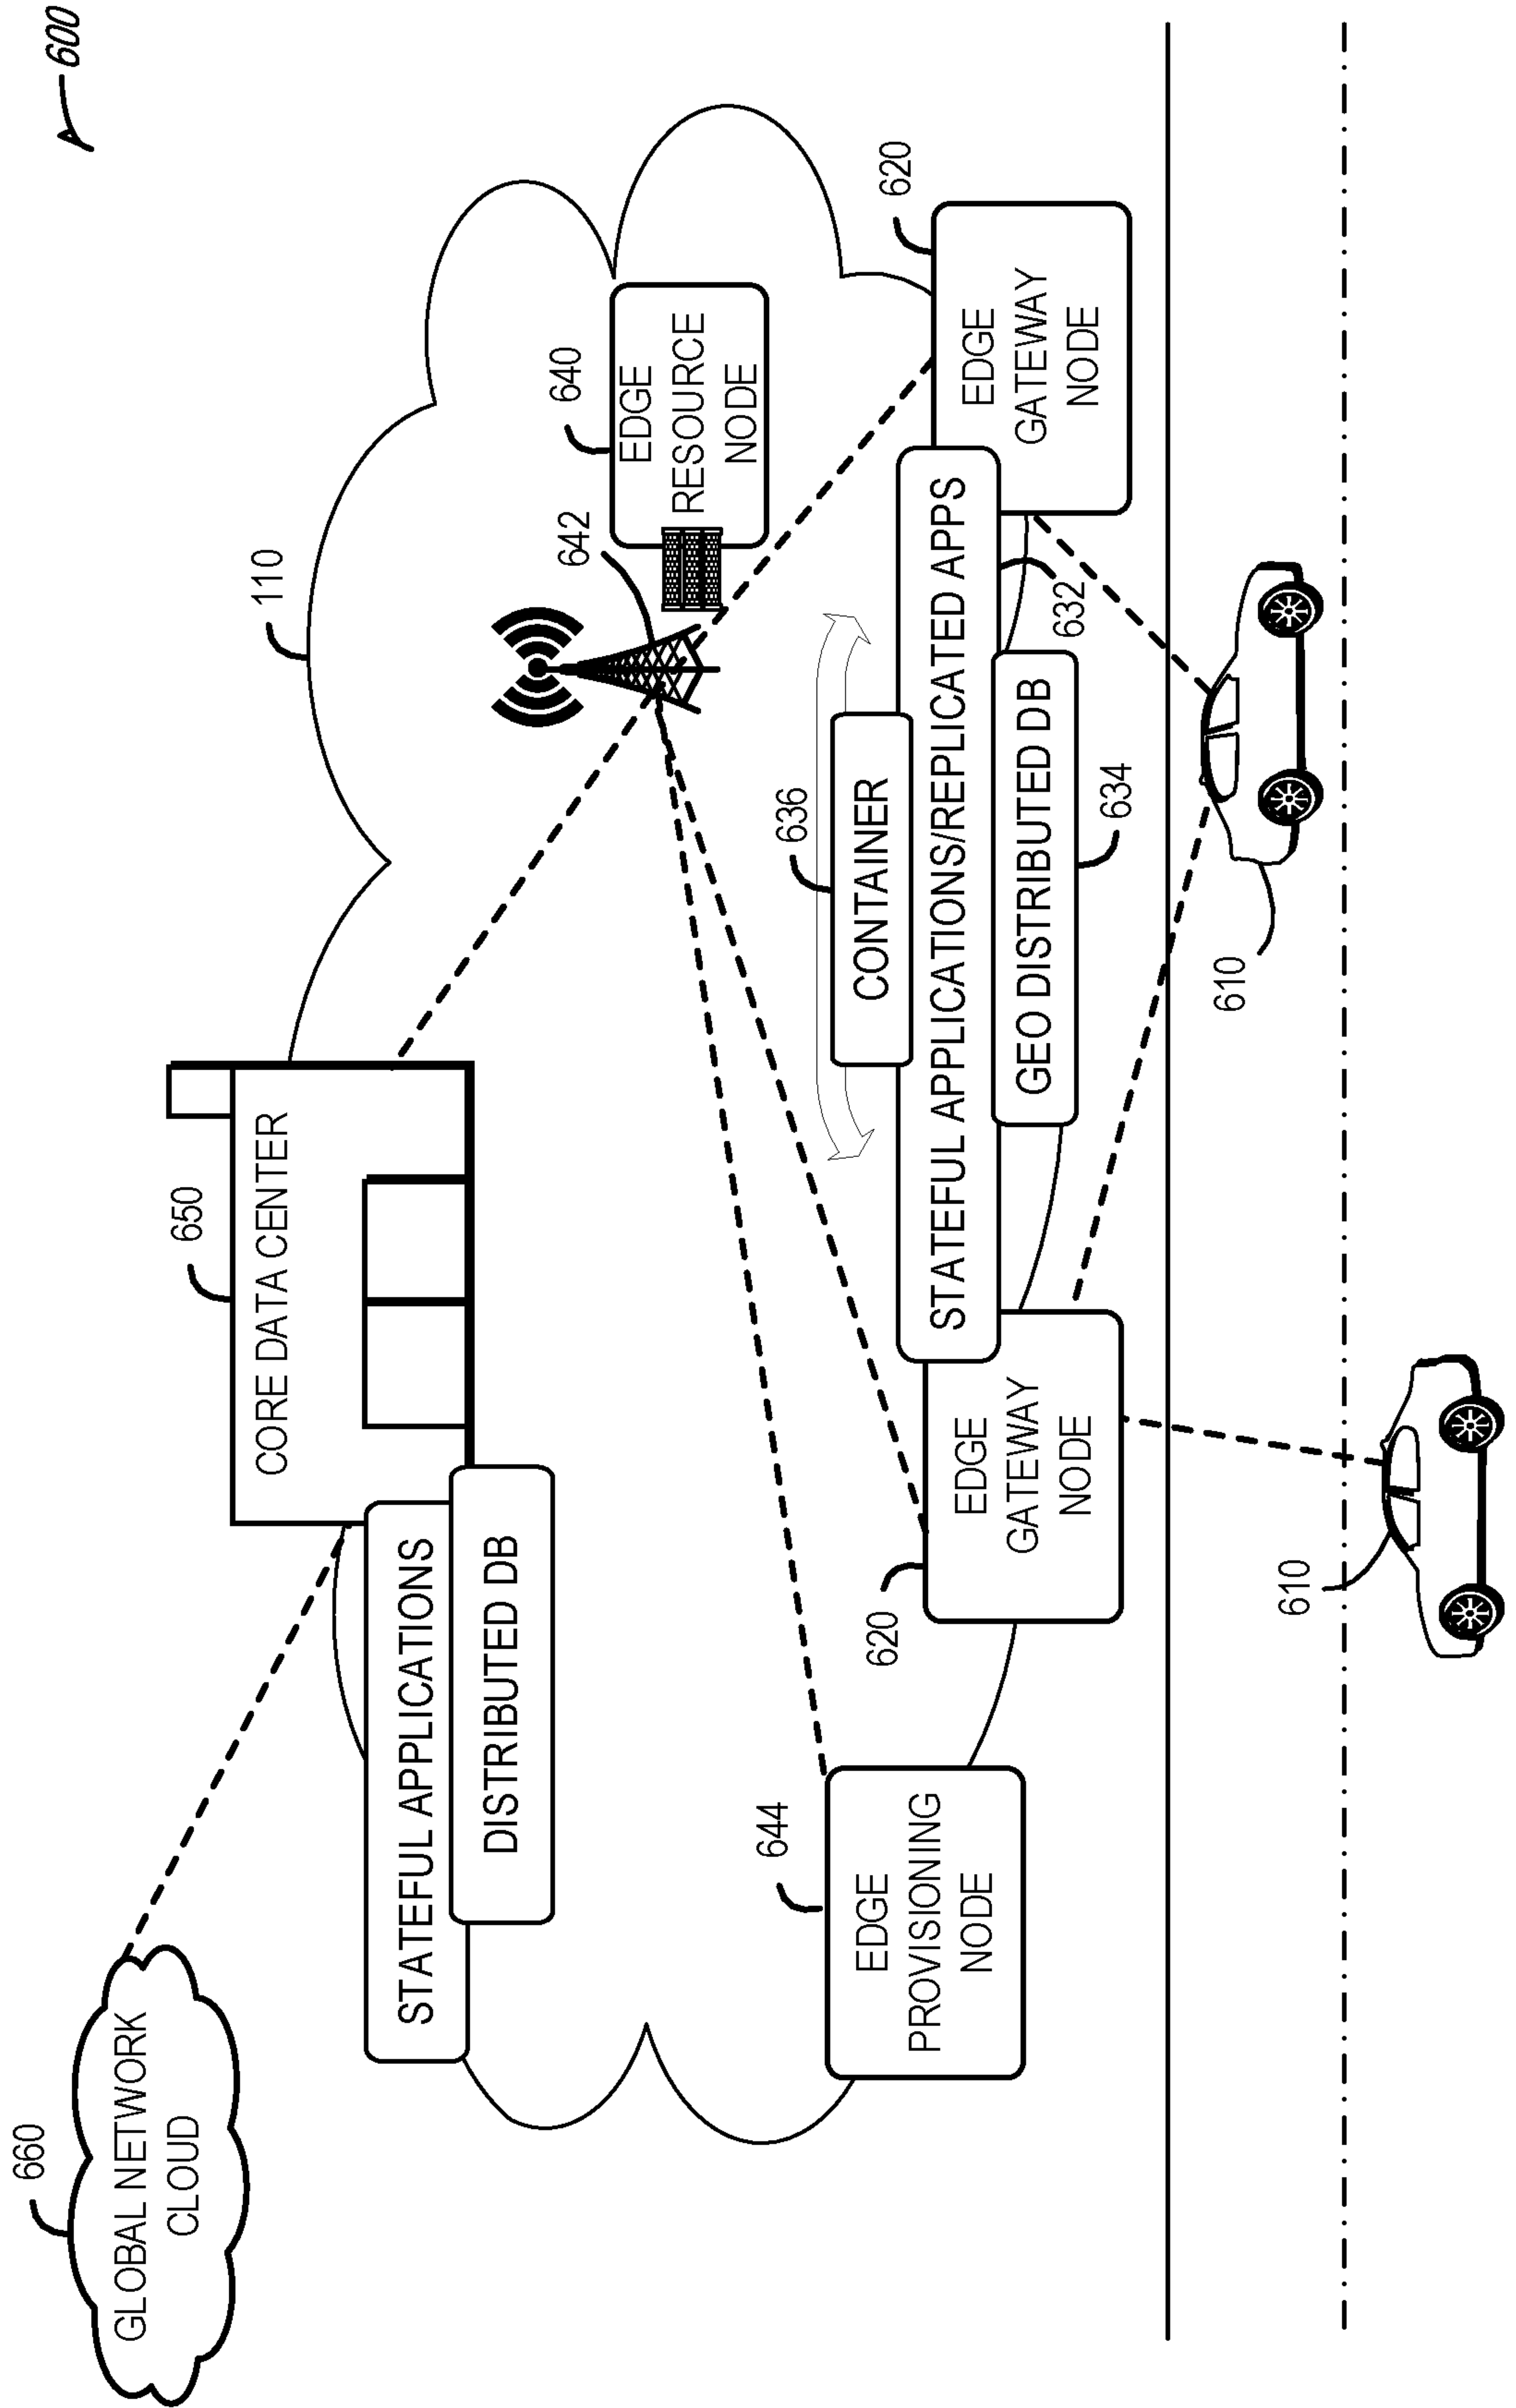 600
660
GLOBAL NETWORK
CLOUD
650
CORE DATA CENTER
110
STATEFUL APPLICATIONS
DISTRIBUTED DB
642
640
EDGE
RESOURCE
NODE
644
EDGE
PROVISIONING
NODE
636
CONTAINER
620
EDGE
GATEWAY
NODE
STATEFUL APPLICATIONS/REPLICATED APPS
632
GEO DISTRIBUTED DB
634
620
EDGE
GATEWAY
NODE
610
610